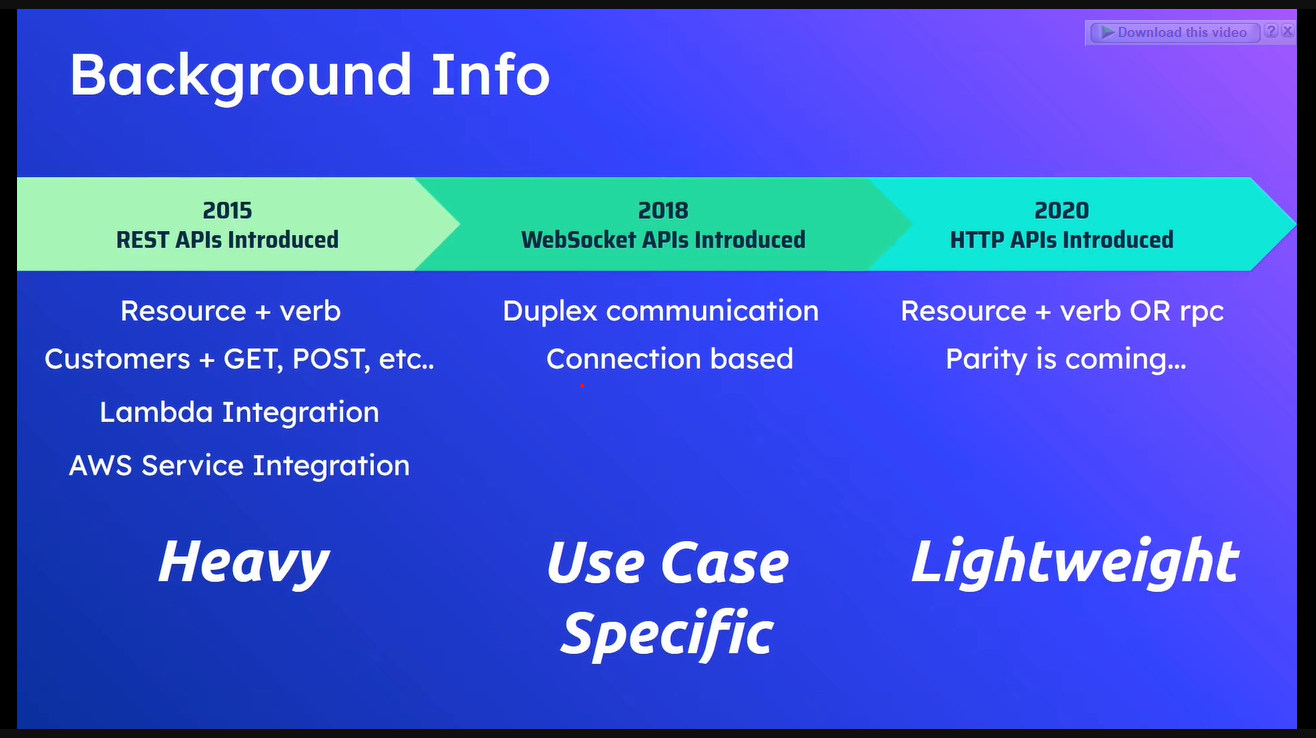 Download this video
?
X
Background Info
2015
REST APIs Introduced
2018
WebSocket APIs Introduced
2020
HTTP APIs Introduced
Resource + verb
Customers + GET, POST, etc..
Lambda Integration
AWS Service Integration
Heavy
Duplex communication
Connection based
Use Case
Specific
Resource + verb OR rpc
Parity is coming...
Lightweight